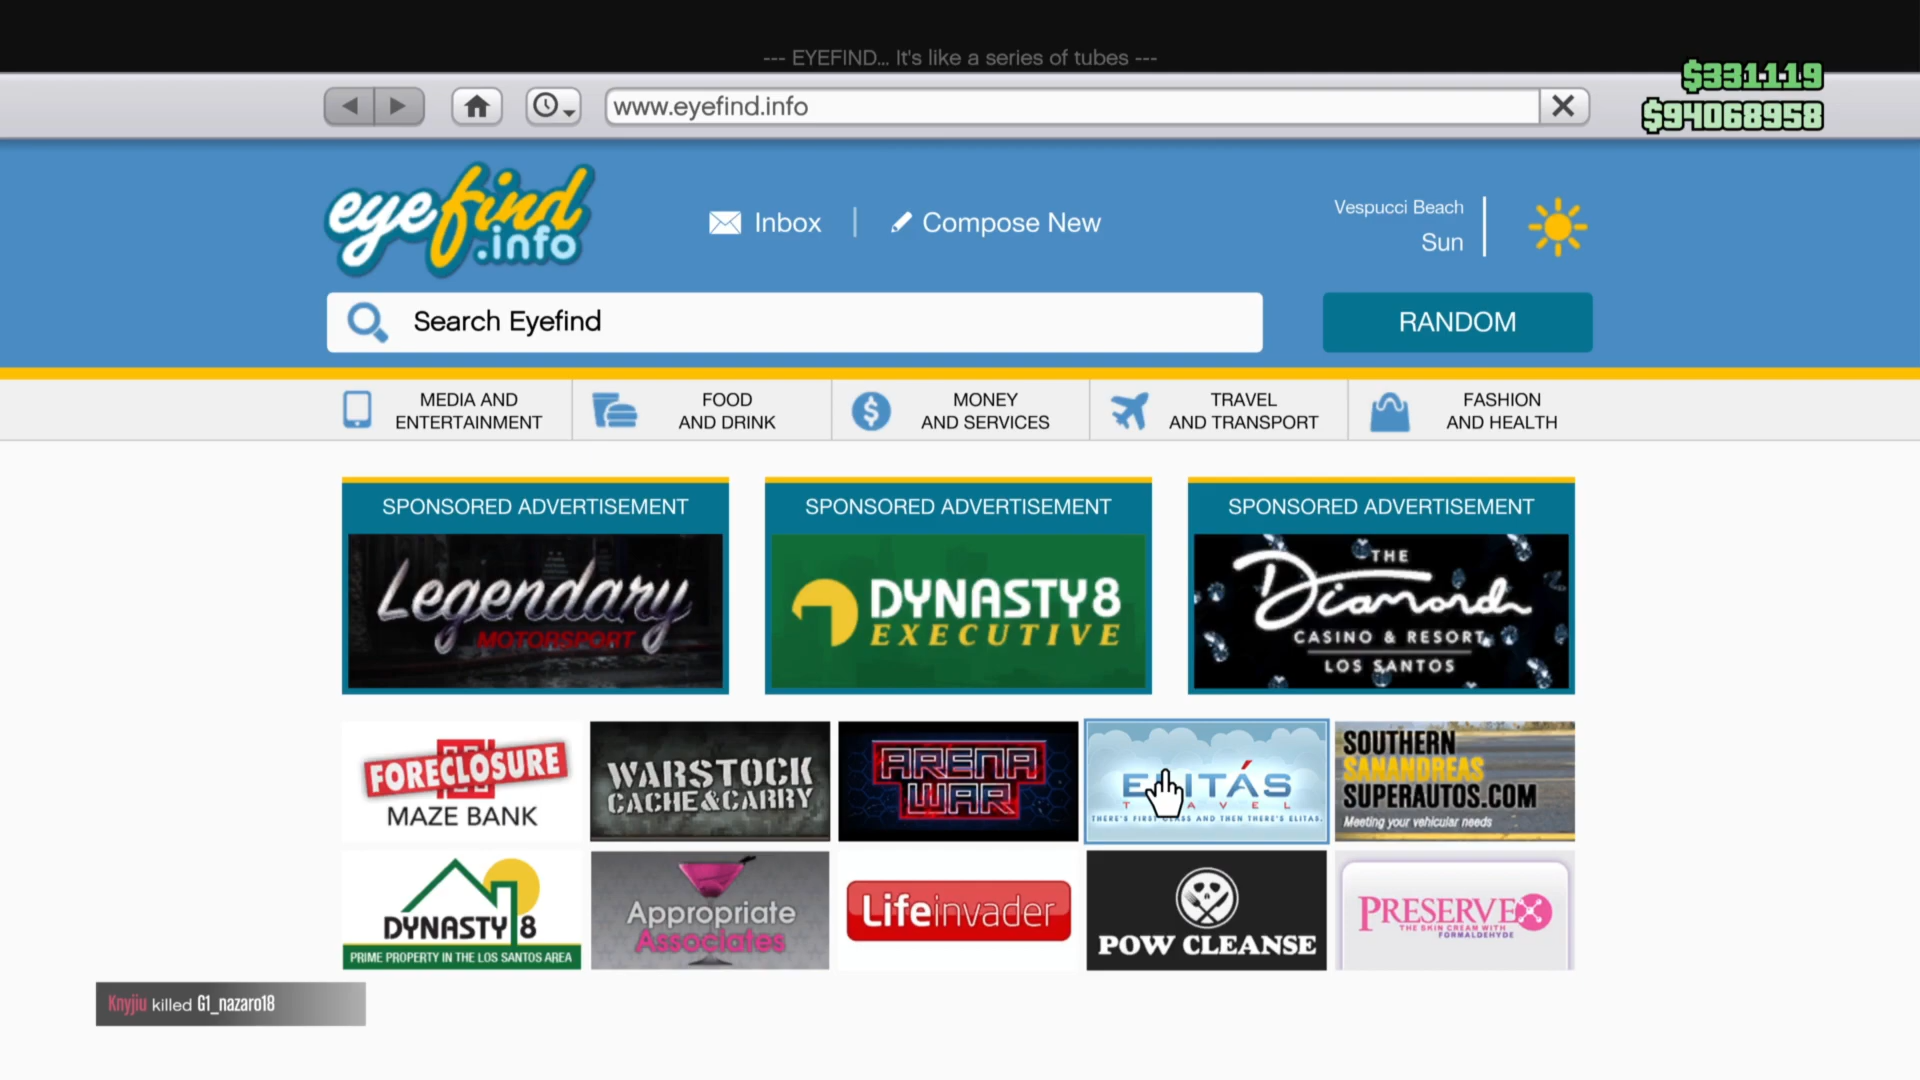 --- EYEFIND... It's like a series of tubes ---
www.eyefind.info
$331119
$94068958
eyefind
.info
Inbox
Compose New
Vespucci Beach
Sun
Search Eyefind
RANDOM
MEDIA AND
ENTERTAINMENT
FOOD
AND DRINK
MONEY
AND SERVICES
TRAVEL
AND TRANSPORT
FASHION
AND HEALTH
SPONSORED ADVERTISEMENT
Legendary
MOTORSPORT
SPONSORED ADVERTISEMENT
DYNASTY8
EXECUTIVE
SPONSORED ADVERTISEMENT
THE
Diamond
CASINO & RESORT
LOS SANTOS
FORECLOSURE
MAZE BANK
WARSTOCK
CACHE&CARRY
ARENA
WAR
ELITÁS
TRAVEL
THERE'S FIRST CLASS AND THEN THERE'S ELITAS.
SOUTHERN
SANANDREAS
SUPERAUTOS.COM
Meeting your vehicular needs
DYNASTY 8
PRIME PROPERTY IN THE LOS SANTOS AREA
Appropriate
Associates
Lifeinvader
POW CLEANSE
PRESERVEX
THE SKIN CREAM WITH
FORMALDEHYDE
Knyjiu killed G1_nazaro18